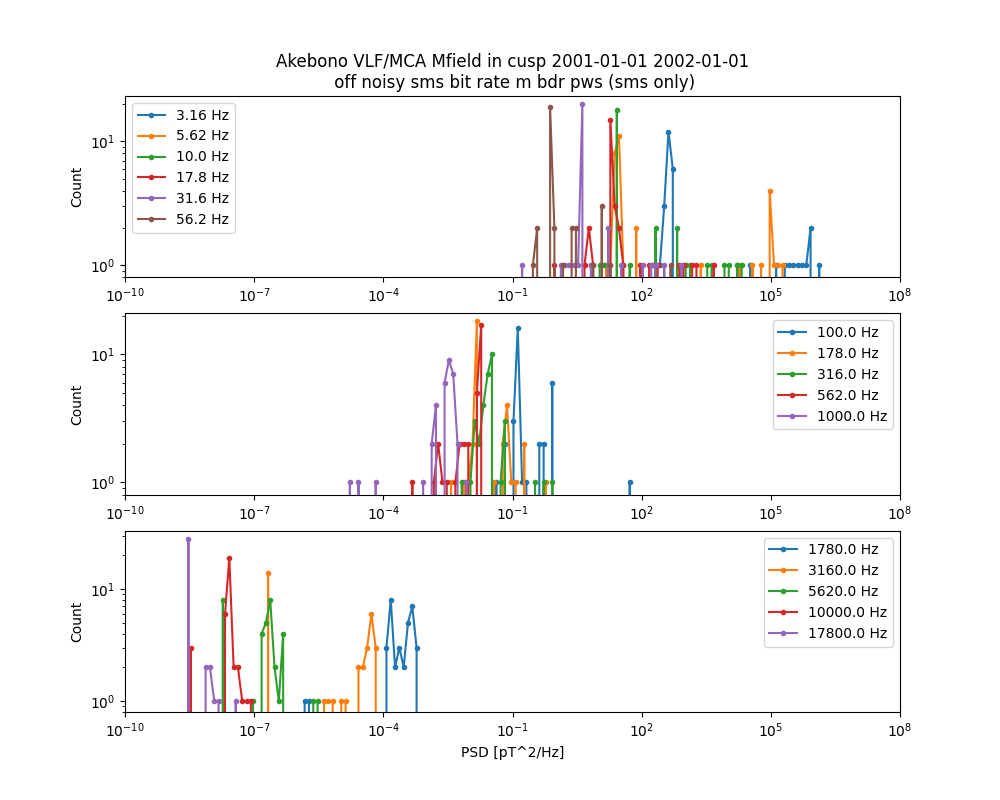 Akebono VLF/MCA Mfield in cusp 2001-01-01 2002-01-01
off noisy sms bit rate m bdr pws (sms only)
Count
10^1
10^0
3.16 Hz
5.62 Hz
10.0 Hz
17.8 Hz
31.6 Hz
56.2 Hz
10^-10 10^-7 10^-4 10^-1 10^2 10^5 10^8
Count
10^1
10^0
100.0 Hz
178.0 Hz
316.0 Hz
562.0 Hz
1000.0 Hz
10^-10 10^-7 10^-4 10^-1 10^2 10^5 10^8
Count
10^1
10^0
1780.0 Hz
3160.0 Hz
5620.0 Hz
10000.0 Hz
17800.0 Hz
10^-10 10^-7 10^-4 10^-1 10^2 10^5 10^8
PSD [pT^2/Hz]